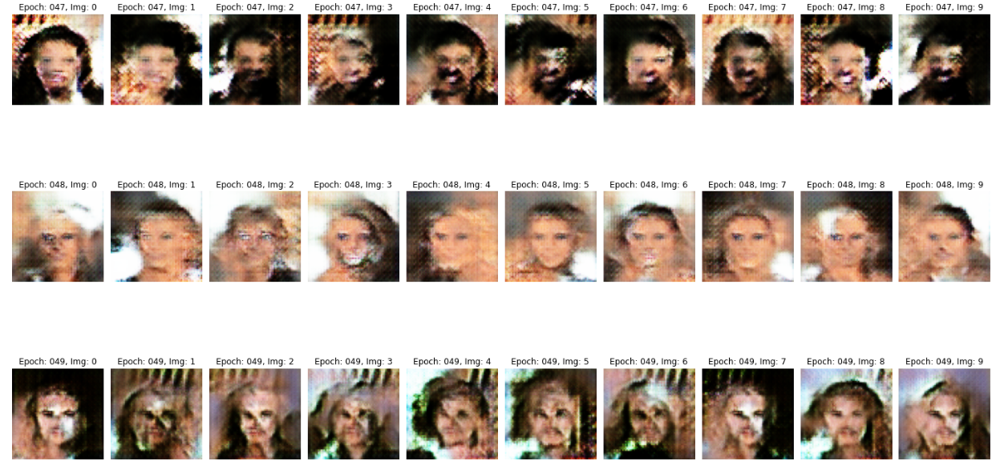 Epoch: 047, Img: 0 Epoch: 047, Img: 1 Epoch: 047, Img: 2 Epoch: 047, Img: 3 Epoch: 047, Img: 4 Epoch: 047, Img: 5 Epoch: 047, Img: 6 Epoch: 047, Img: 7 Epoch: 047, Img: 8 Epoch: 047, Img: 9
Epoch: 048, Img: 0 Epoch: 048, Img: 1 Epoch: 048, Img: 2 Epoch: 048, Img: 3 Epoch: 048, Img: 4 Epoch: 048, Img: 5 Epoch: 048, Img: 6 Epoch: 048, Img: 7 Epoch: 048, Img: 8 Epoch: 048, Img: 9
Epoch: 049, Img: 0 Epoch: 049, Img: 1 Epoch: 049, Img: 2 Epoch: 049, Img: 3 Epoch: 049, Img: 4 Epoch: 049, Img: 5 Epoch: 049, Img: 6 Epoch: 049, Img: 7 Epoch: 049, Img: 8 Epoch: 049, Img: 9